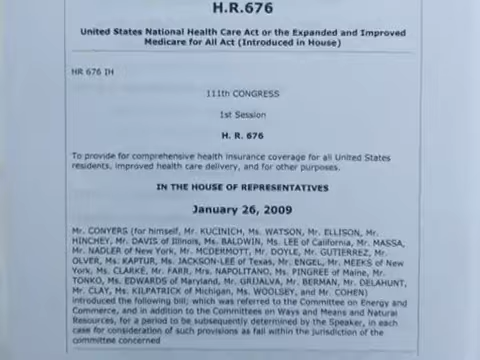 H.R.676
United States National Health Care Act or the Expanded and Improved
Medicare for All Act (Introduced in House)
HR 676 IH
111th CONGRESS
1st Session
H. R. 676
To provide for comprehensive health insurance coverage for all United States
residents, improved health care delivery, and for other purposes.
IN THE HOUSE OF REPRESENTATIVES
January 26, 2009
Mr. CONYERS (for himself, Mr. KUCINICH, Ms. WATSON, Mr. ELLISON, Mr.
HINCHEY, Mr. DAVIS of Illinois, Ms. BALDWIN, Ms. LEE of California, Mr. MASSA,
Mr. NADLER of New York, Mr. MCDERMOTT, Mr. DOYLE, Mr. GUTIERREZ, Mr.
OLVER, Ms. KAPTUR, Ms. JACKSON-LEE of Texas, Mr. ENGEL, Mr. MEEKS of New
York, Ms. CLARKE, Mr. FARR, Mrs. NAPOLITANO, Ms. PINGREE of Maine, Mr.
TONKO, Ms. EDWARDS of Maryland, Mr. GRIJALVA, Mr. BERMAN, Mr. DELAHUNT,
Mr. CLAY, Ms. KILPATRICK of Michigan, Ms. WOOLSEY, and Mr. COHEN)
introduced the following bill; which was referred to the Committee on Energy and
Commerce, and in addition to the Committees on Ways and Means and Natural
Resources, for a period to be subsequently determined by the Speaker, in each
case for consideration of such provisions as fall within the jurisdiction of the
committee concerned